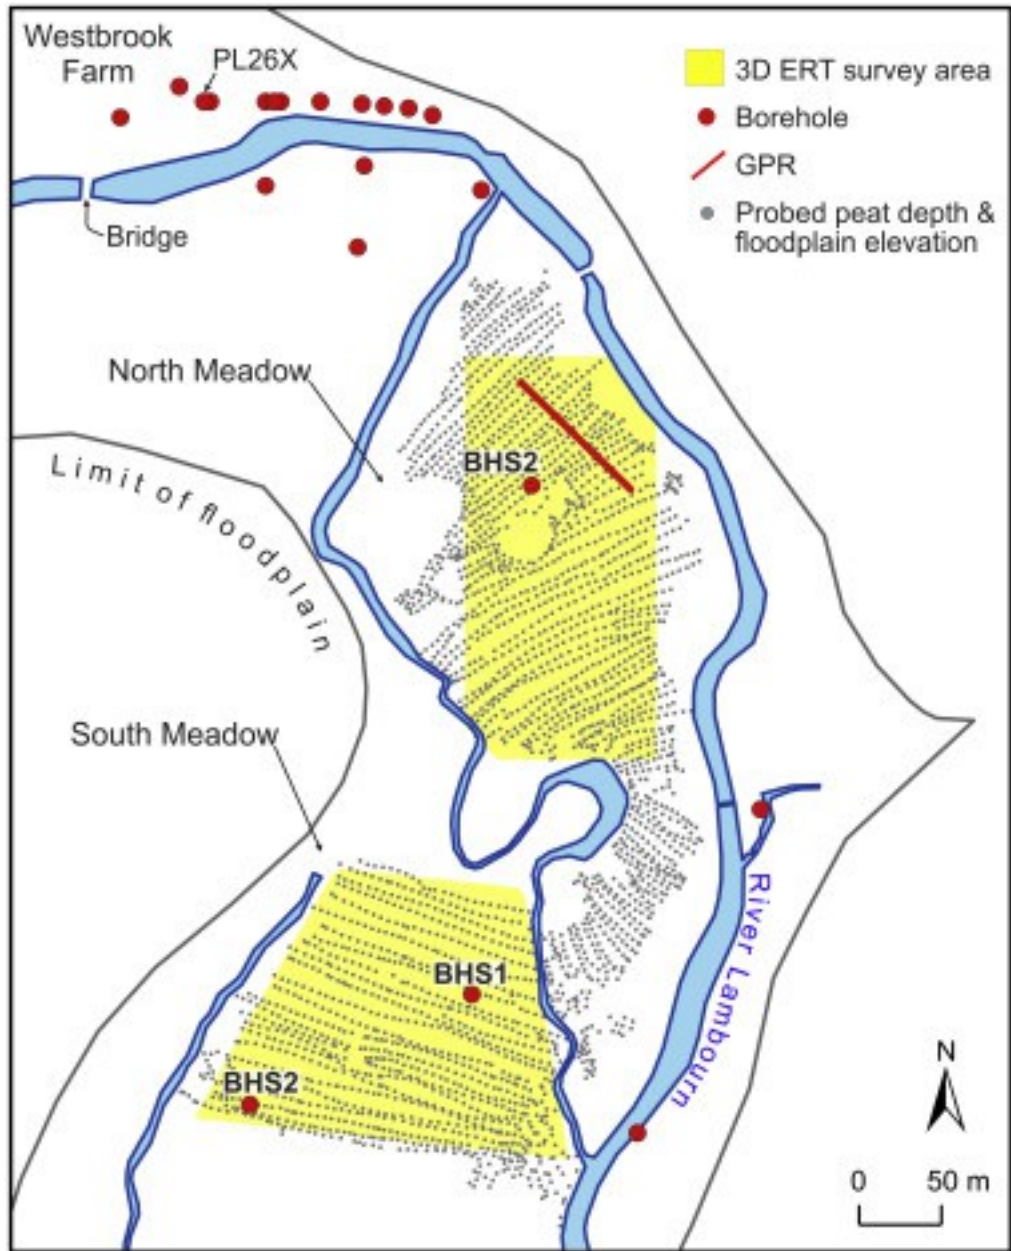 Westbrook
Farm
PL26X
3D ERT survey area
Borehole
GPR
Probed peat depth &
floodplain elevation
Bridge
North Meadow
BHS2
Limit of floodplain
South Meadow
BHS1
BHS2
River Lambourn
N
0 50 m